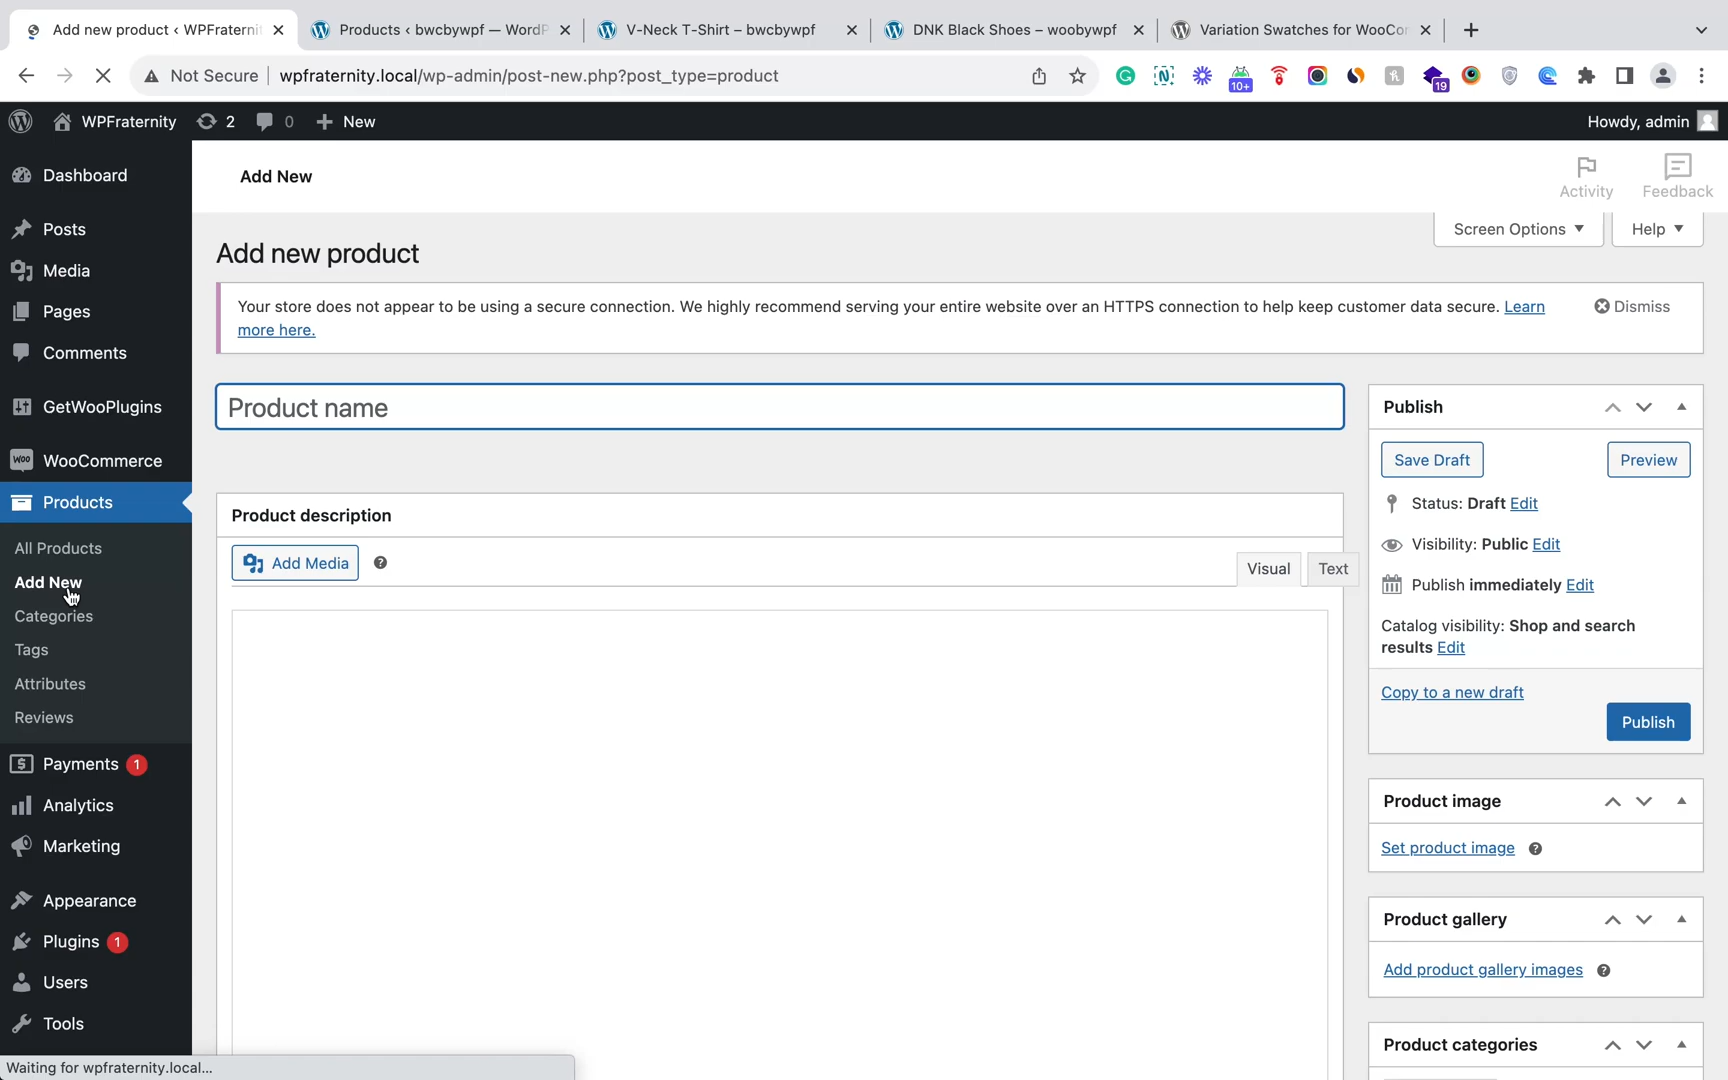 Add new product ‹ WPFraternit
Products ‹ bwcbywpf — WordP
V-Neck T-Shirt – bwcbywpf
DNK Black Shoes – woobywpf
Variation Swatches for WooCor
Not Secure
wpfraternity.local/wp-admin/post-new.php?post_type=product
10+
19
WPFraternity
2
0
New
Howdy, admin
Dashboard
Posts
Media
Pages
Comments
GetWooPlugins
WOO
WooCommerce
Products
All Products
Add New
Categories
Tags
Attributes
Reviews
Payments 1
Analytics
Marketing
Appearance
Plugins 1
Users
Tools
Waiting for wpfraternity.local...
Add New
Activity
Feedback
Screen Options
Help
Add new product
Your store does not appear to be using a secure connection. We highly recommend serving your entire website over an HTTPS connection to help keep customer data secure. Learn
more here.
Dismiss
Product name
Product description
Add Media
Visual
Text
Publish
Save Draft
Preview
Status: Draft Edit
Visibility: Public Edit
Publish immediately Edit
Catalog visibility: Shop and search
results Edit
Copy to a new draft
Publish
Product image
Set product image
Product gallery
Add product gallery images
Product categories